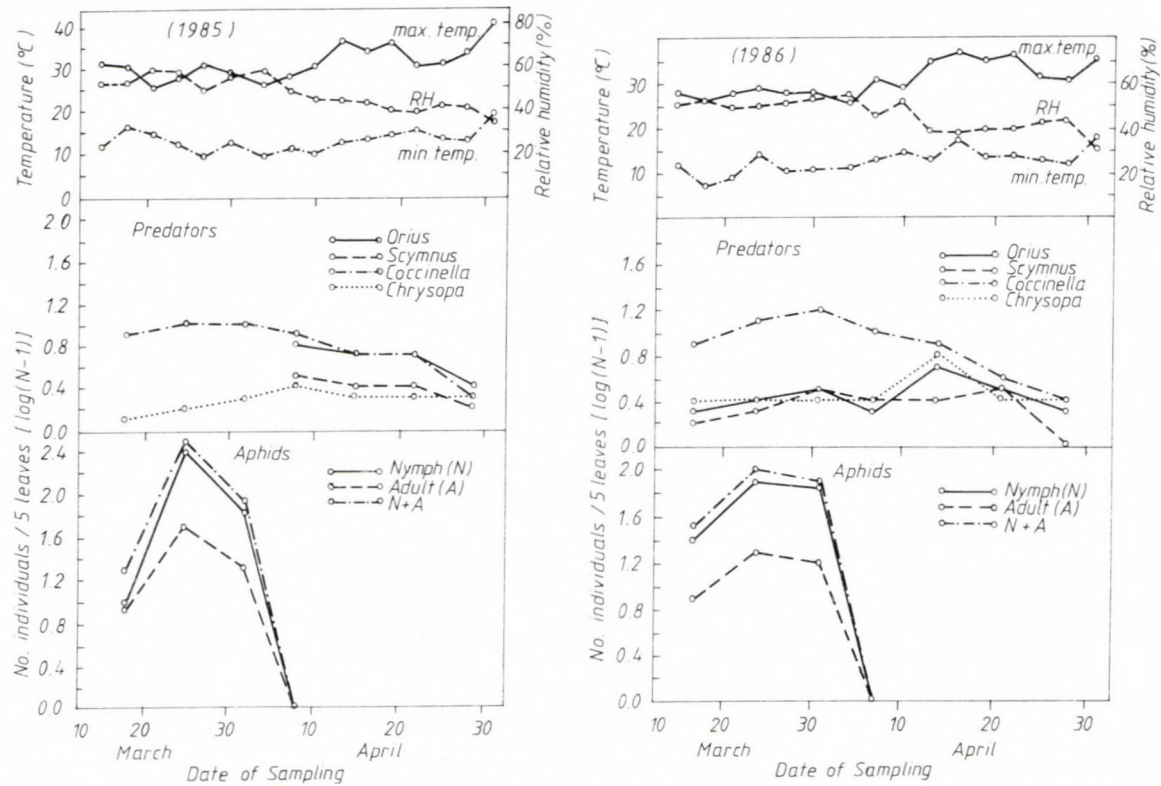 (1985)
Temperature (°C)
40
30
20
10
0
max. temp.
RH
min. temp.
80
60
40
20
Relative humidity (%)
Predators
Orius
Scymnus
Coccinella
Chrysopa
2.0
1.6
1.2
0.8
0.4
0.0
Aphids
Nymph (N)
Adult (A)
N+A
2.4
2.0
1.6
1.2
0.8
0.4
0.0
No. individuals / 5 leaves [log(N-1)]
10 20 30 10 20 30
March April
Date of Sampling
(1986)
Temperature (°C)
30
20
10
max.temp.
RH
min.temp.
60
40
20
Relative humidity (%)
Predators
Orius
Scymnus
Coccinella
Chrysopa
1.6
1.2
0.8
0.4
0.0
Aphids
Nymph(N)
Adult (A)
N + A
2.0
1.6
1.2
0.8
0.4
0.0
No. individuals / 5 leaves [log(N-1)]
10 20 30 10 20 30
March April
Date of Sampling